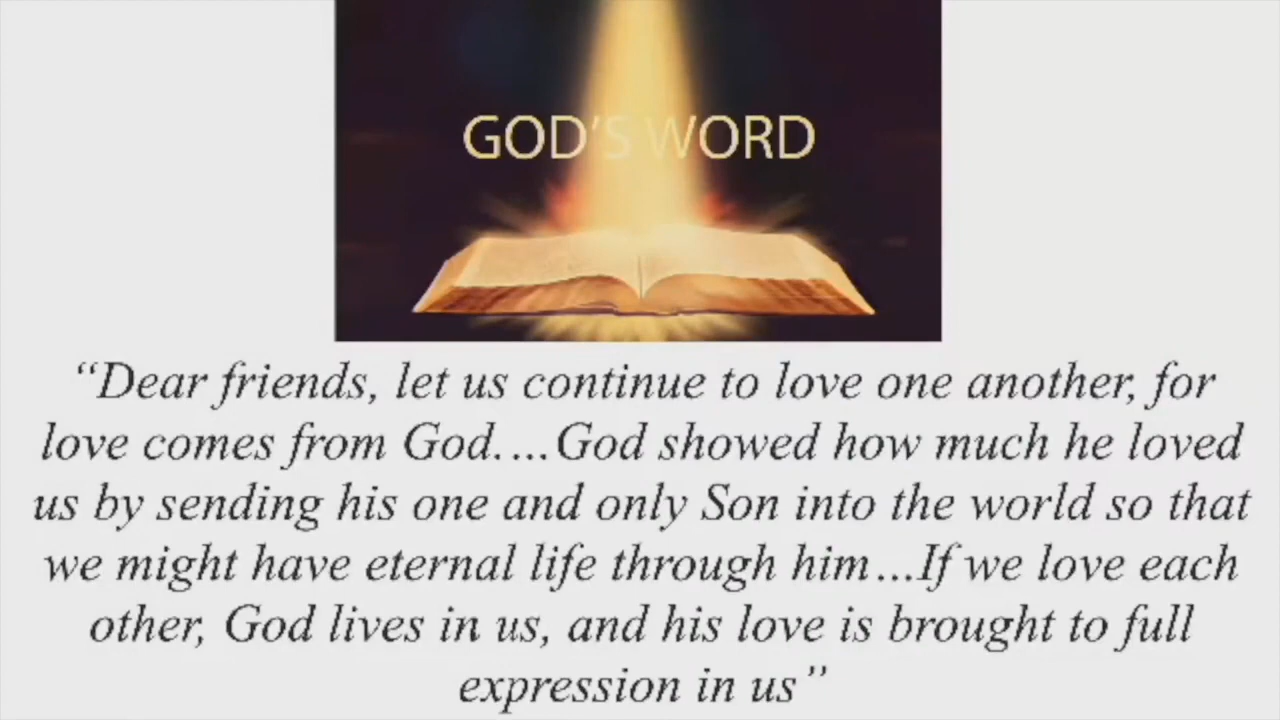 GOD'S WORD
“Dear friends, let us continue to love one another, for
love comes from God.…God showed how much he loved
us by sending his one and only Son into the world so that
we might have eternal life through him…If we love each
other, God lives in us, and his love is brought to full
expression in us”